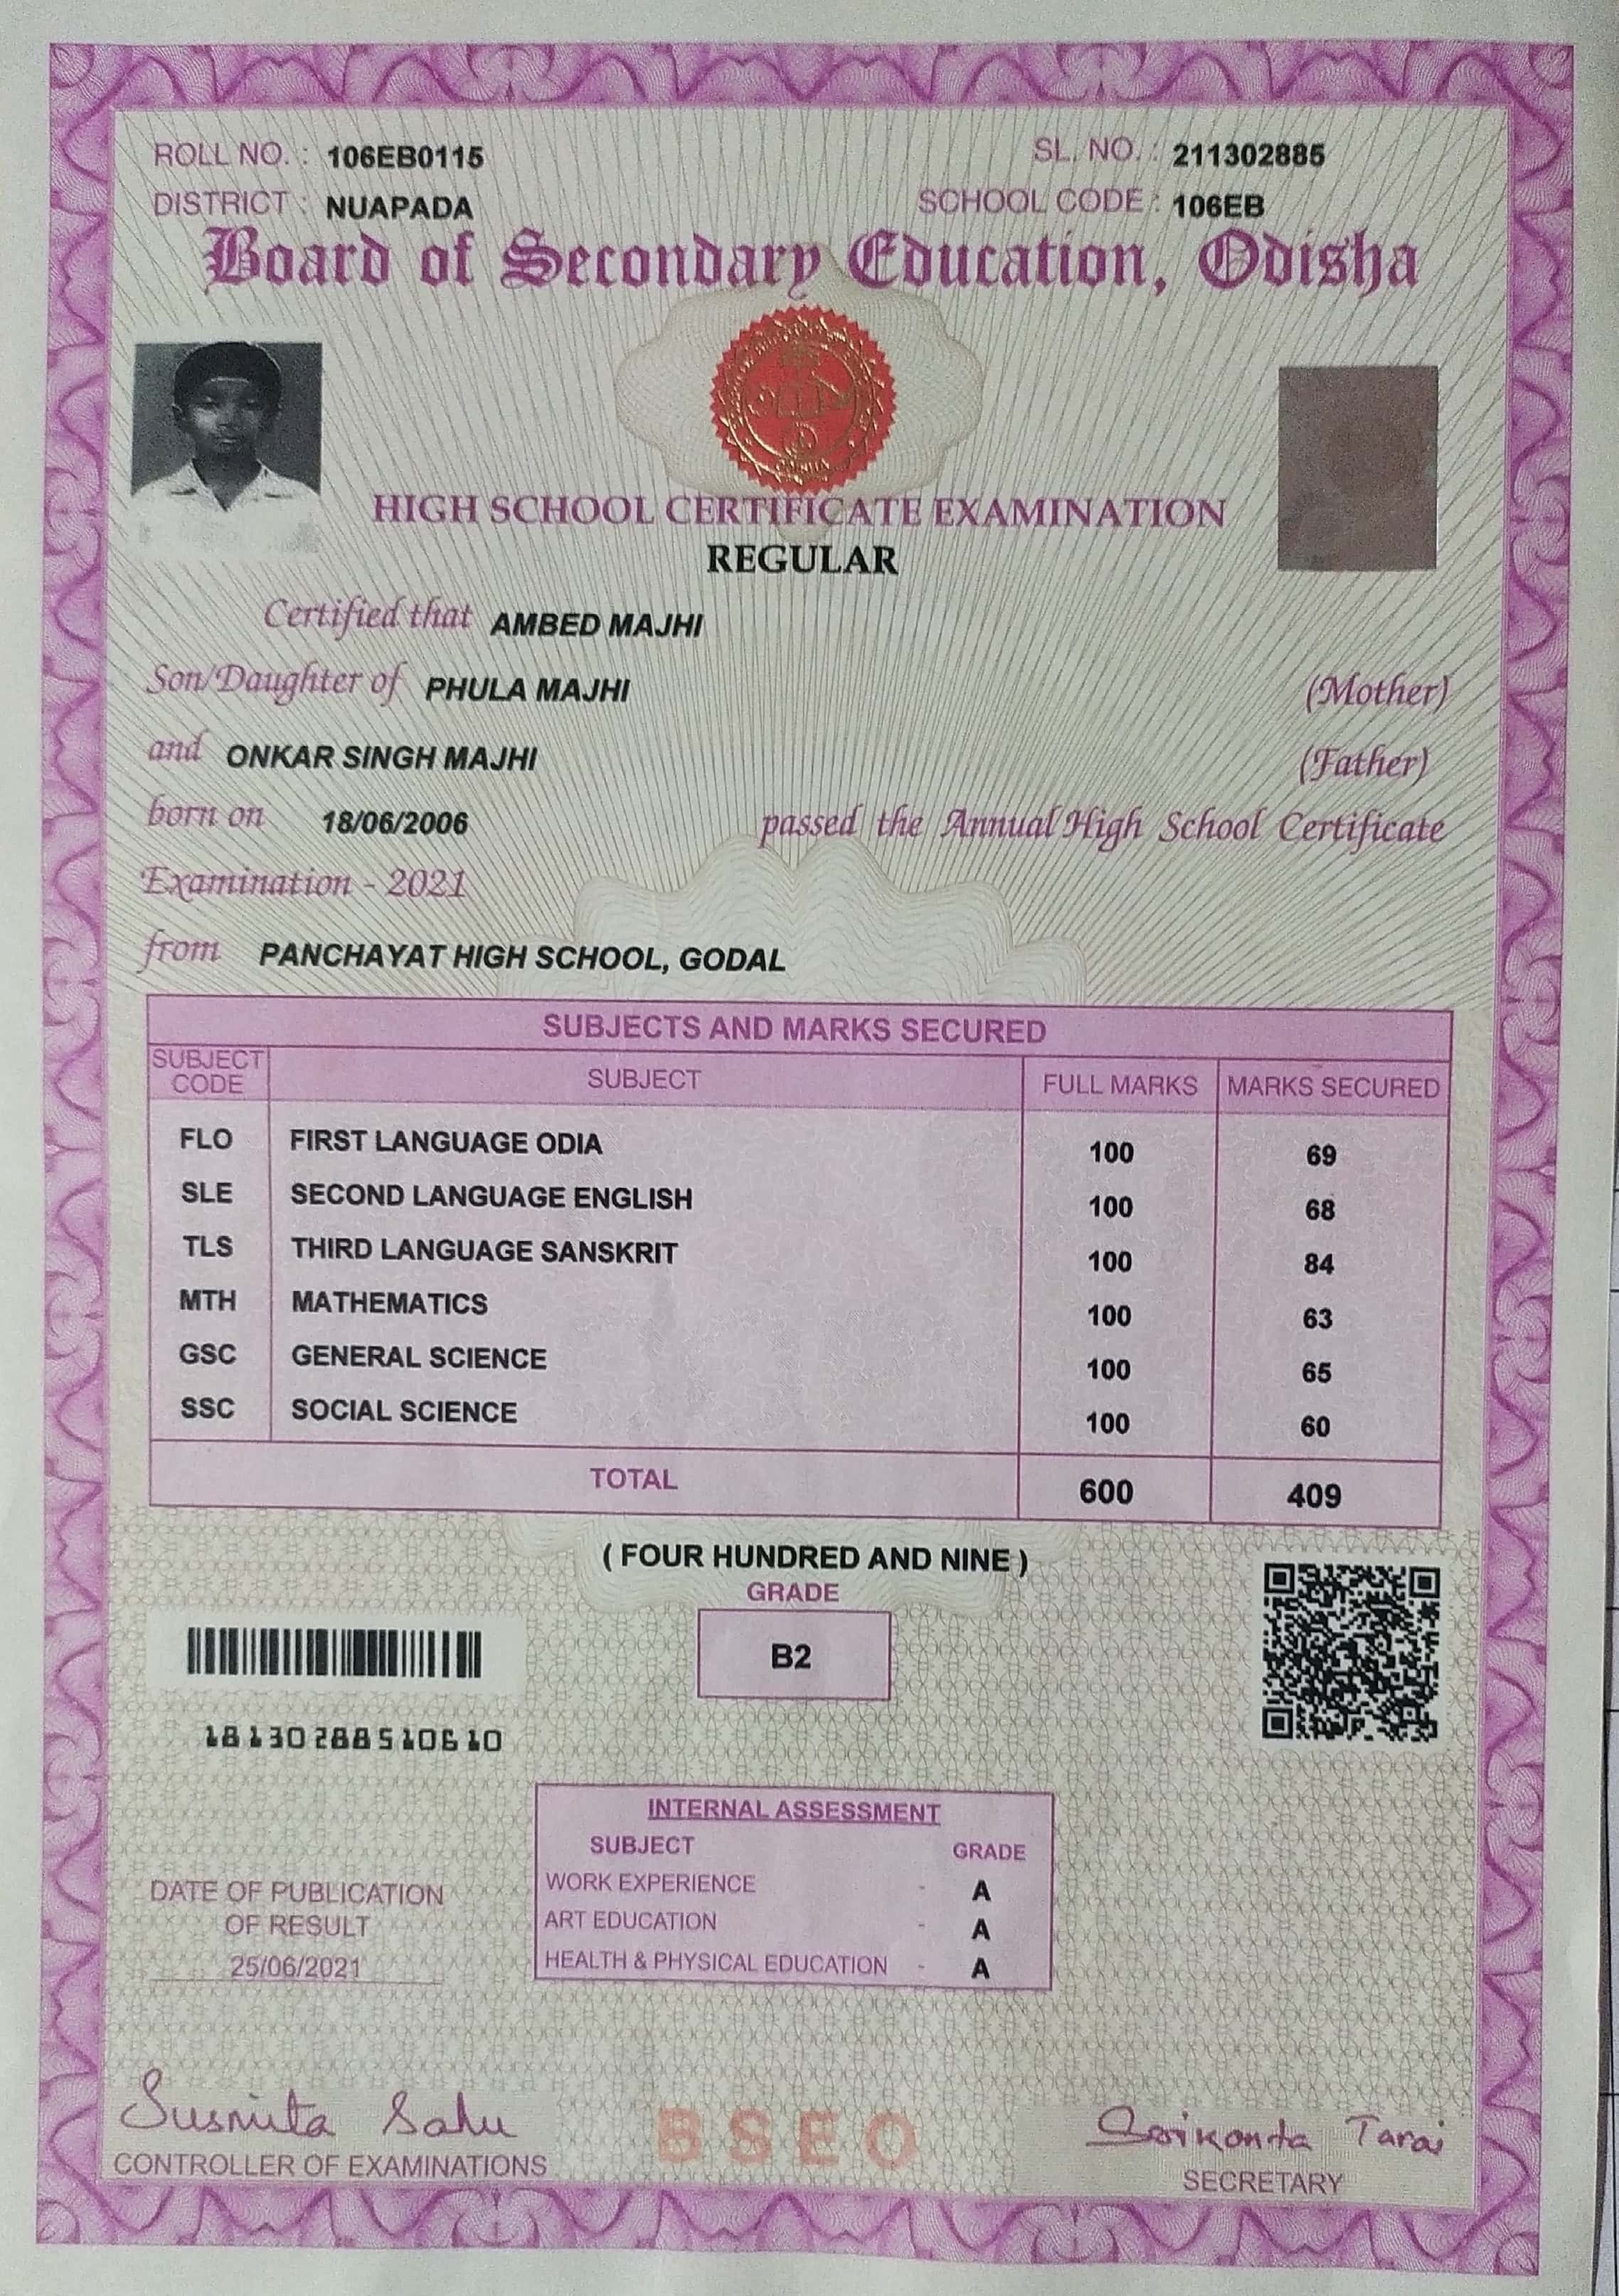 ROLL NO. : 106EB0115 SL. NO. : 211302885
DISTRICT : NUAPADA SCHOOL CODE : 106EB
Board of Secondary Education, Odisha
ODISHA
HIGH SCHOOL CERTIFICATE EXAMINATION
REGULAR
Certified that AMBED MAJHI
Son/Daughter of PHULA MAJHI (Mother)
and ONKAR SINGH MAJHI (Father)
born on 18/06/2006 passed the Annual High School Certificate
Examination - 2021
from PANCHAYAT HIGH SCHOOL, GODAL
SUBJECTS AND MARKS SECURED
SUBJECT CODE SUBJECT FULL MARKS MARKS SECURED
FLO FIRST LANGUAGE ODIA 100 69
SLE SECOND LANGUAGE ENGLISH 100 68
TLS THIRD LANGUAGE SANSKRIT 100 84
MTH MATHEMATICS 100 63
GSC GENERAL SCIENCE 100 65
SSC SOCIAL SCIENCE 100 60
TOTAL 600 409
( FOUR HUNDRED AND NINE )
GRADE
B2
18130288510610
INTERNAL ASSESSMENT
SUBJECT GRADE
WORK EXPERIENCE - A
ART EDUCATION - A
HEALTH & PHYSICAL EDUCATION - A
DATE OF PUBLICATION
OF RESULT
25/06/2021
Susmita Sahu
CONTROLLER OF EXAMINATIONS
BSEO
Srikanta Tarai
SECRETARY